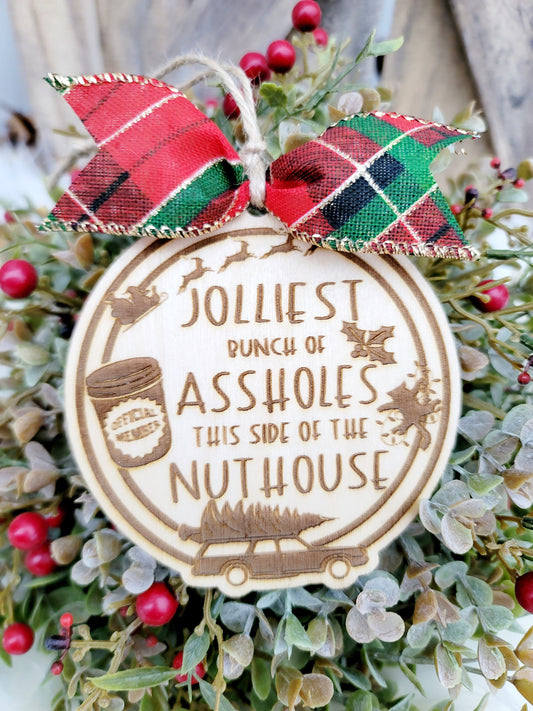 JOLLIEST
BUNCH OF
ASSHOLES
THIS SIDE OF THE
NUTHOUSE
OFFICIAL
MEMBER